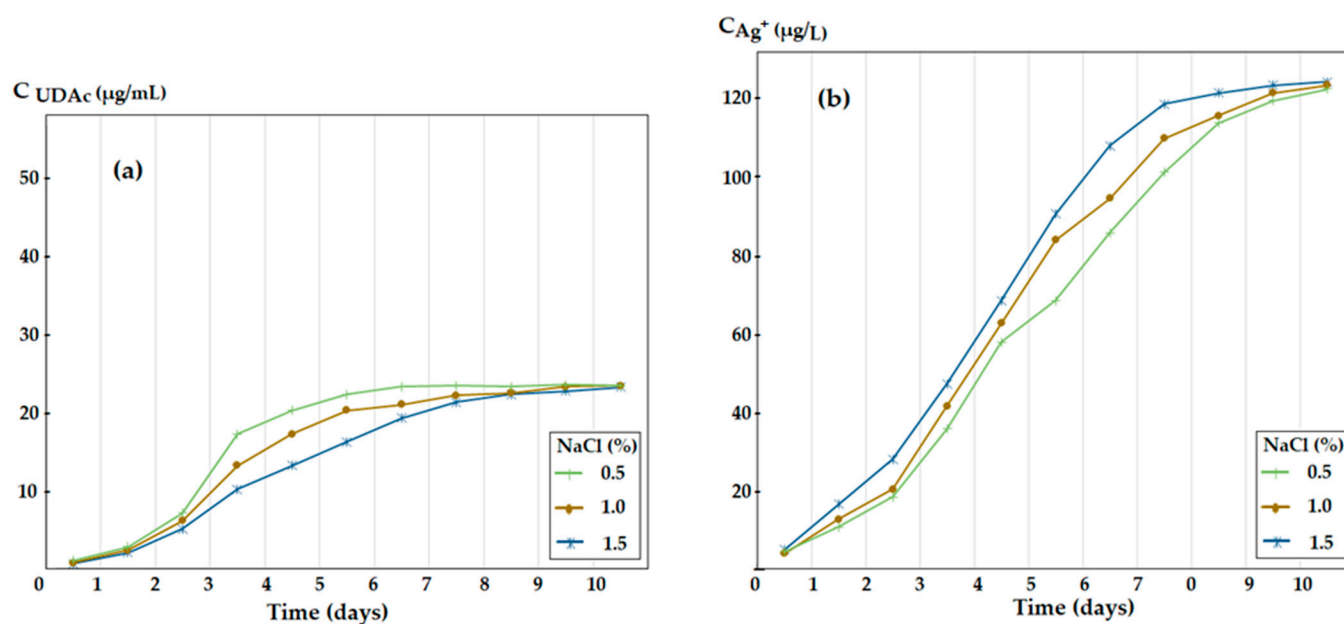 C UDAc (µg/mL)
(a)
50
40
30
20
10
0 1 2 3 4 5 6 7 8 9 10
Time (days)
NaCl (%)
0.5
1.0
1.5
CAg+ (µg/L)
(b)
120
100
80
60
40
20
0 1 2 3 4 5 6 7 0 9 10
Time (days)
NaCl (%)
0.5
1.0
1.5